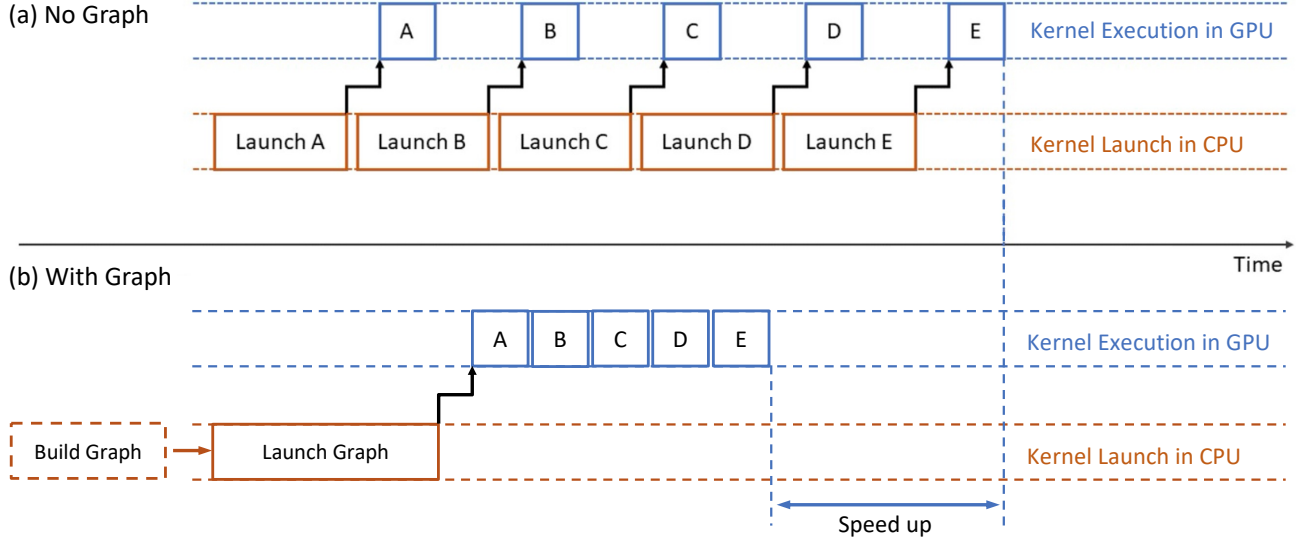 (a) No Graph
A B C D E Kernel Execution in GPU
Launch A Launch B Launch C Launch D Launch E Kernel Launch in CPU
Time
(b) With Graph
A B C D E Kernel Execution in GPU
Build Graph Launch Graph Kernel Launch in CPU
Speed up